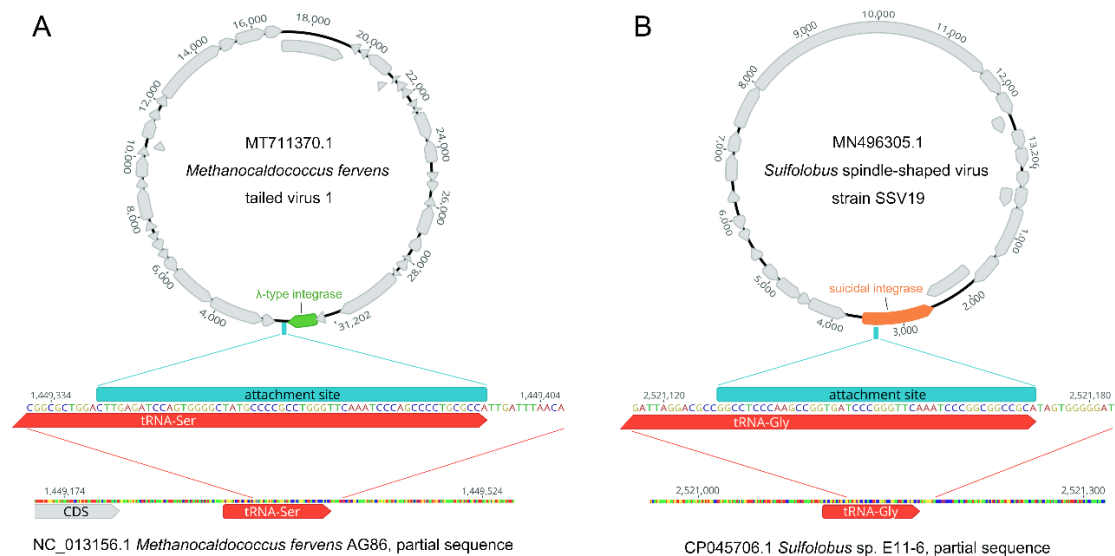 A
18,000
20,000
22,000
24,000
26,000
28,000
31,202
4,000
6,000
8,000
10,000
12,000
14,000
16,000
MT711370.1
Methanocaldococcus fervens
tailed virus 1
λ-type integrase
1,449,334
attachment site
1,449,404
CGGCGCTGGACTTGAGATCCAGTGGGGCTATGCCCCGCCTGGGTTCAAATCCCAGCCCCTGCGCCATTGATTTAACA
tRNA-Ser
1,449,174
1,449,524
CDS
tRNA-Ser
NC_013156.1 Methanocaldococcus fervens AG86, partial sequence
B
10,000
11,000
12,000
13,206
1,000
2,000
3,000
4,000
5,000
6,000
7,000
8,000
9,000
MN496305.1
Sulfolobus spindle-shaped virus
strain SSV19
suicidal integrase
2,521,120
attachment site
2,521,180
GATTAGGACGCCGGCCTCCCAAGCCGGTGATCCCGGGTTCAAATCCCGGCGGCCGCATAGTGGGGGAT
tRNA-Gly
2,521,000
2,521,300
tRNA-Gly
CP045706.1 Sulfolobus sp. E11-6, partial sequence